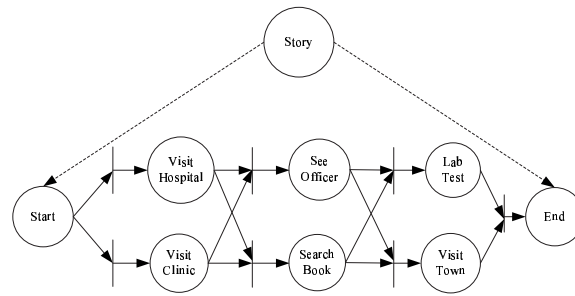 Story
Visit
Hospital
See
Officer
Lab
Test
Start
End
Visit
Clinic
Search
Book
Visit
Town